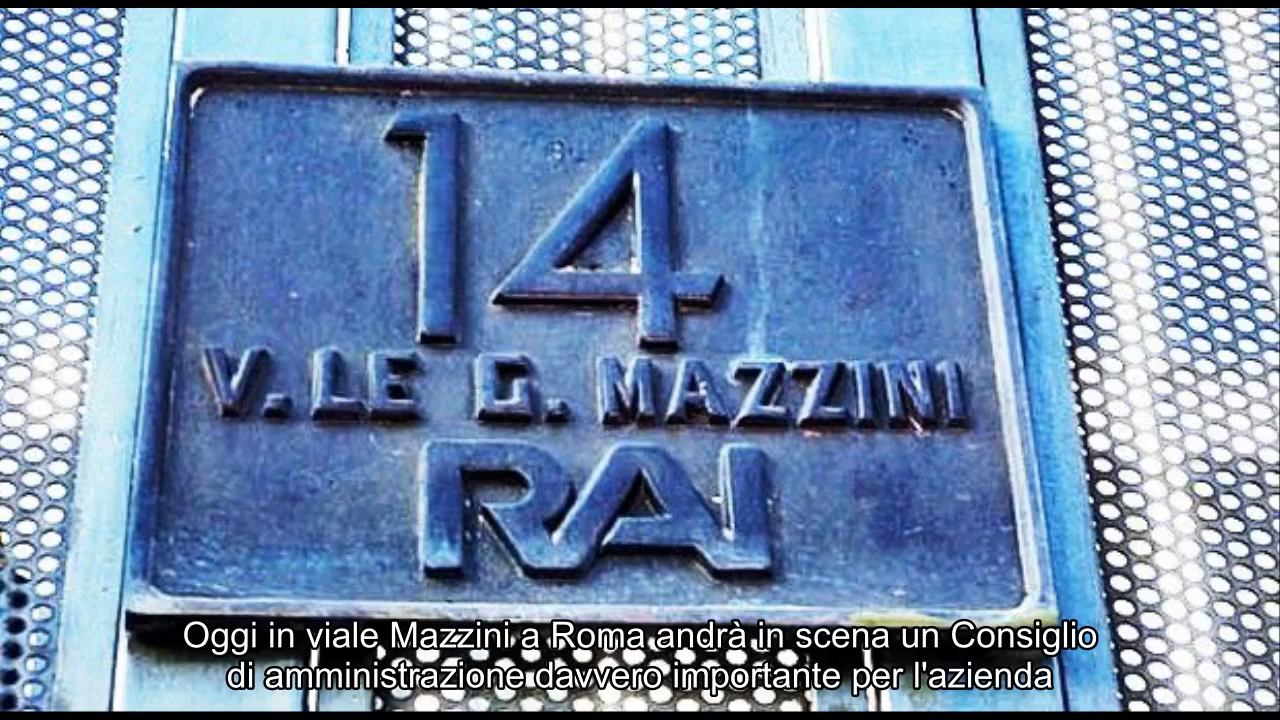 14
V.LE G. MAZZINI
RAI
Oggi in viale Mazzini a Roma andrà in scena un Consiglio
di amministrazione davvero importante per l'azienda